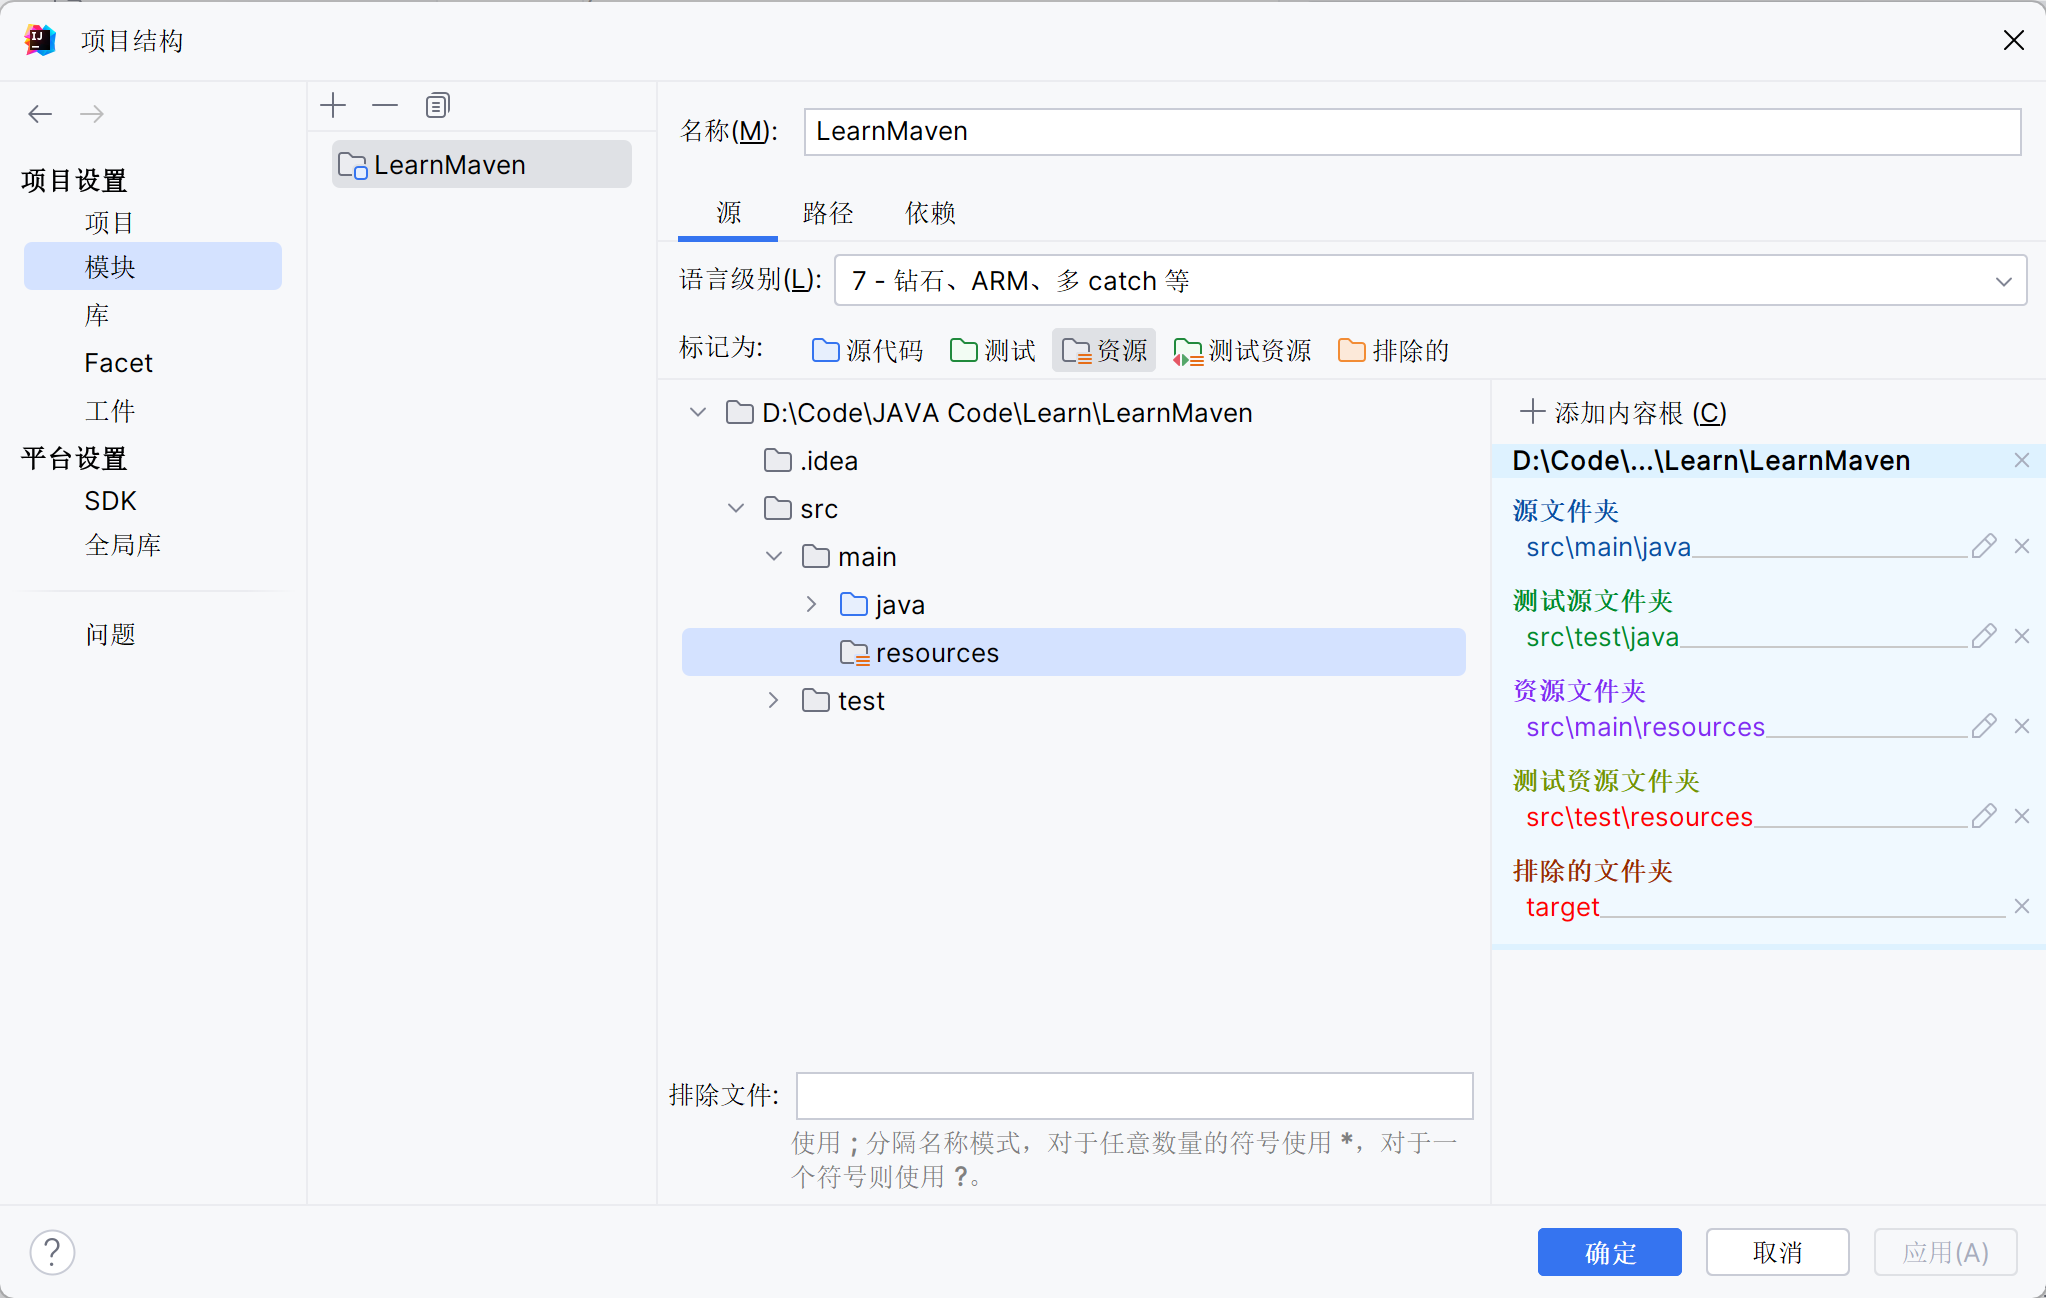 项目结构
项目设置
项目
模块
库
Facet
工件
平台设置
SDK
全局库
问题
LearnMaven
名称(M):
LearnMaven
源
路径
依赖
语言级别(L):
7 - 钻石、ARM、多 catch 等
标记为:
源代码
测试
资源
测试资源
排除的
D:\Code\JAVA Code\Learn\LearnMaven
.idea
src
main
java
resources
test
排除文件:
使用 ; 分隔名称模式，对于任意数量的符号使用 *，对于一
个符号则使用 ?。
添加内容根 (C)
D:\Code\...\Learn\LearnMaven
源文件夹
src\main\java
测试源文件夹
src\test\java
资源文件夹
src\main\resources
测试资源文件夹
src\test\resources
排除的文件夹
target
?
确定
取消
应用(A)